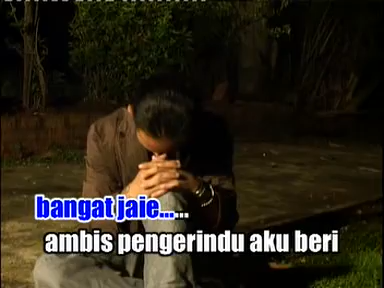 bangat jaie......
ambis pengerindu aku beri